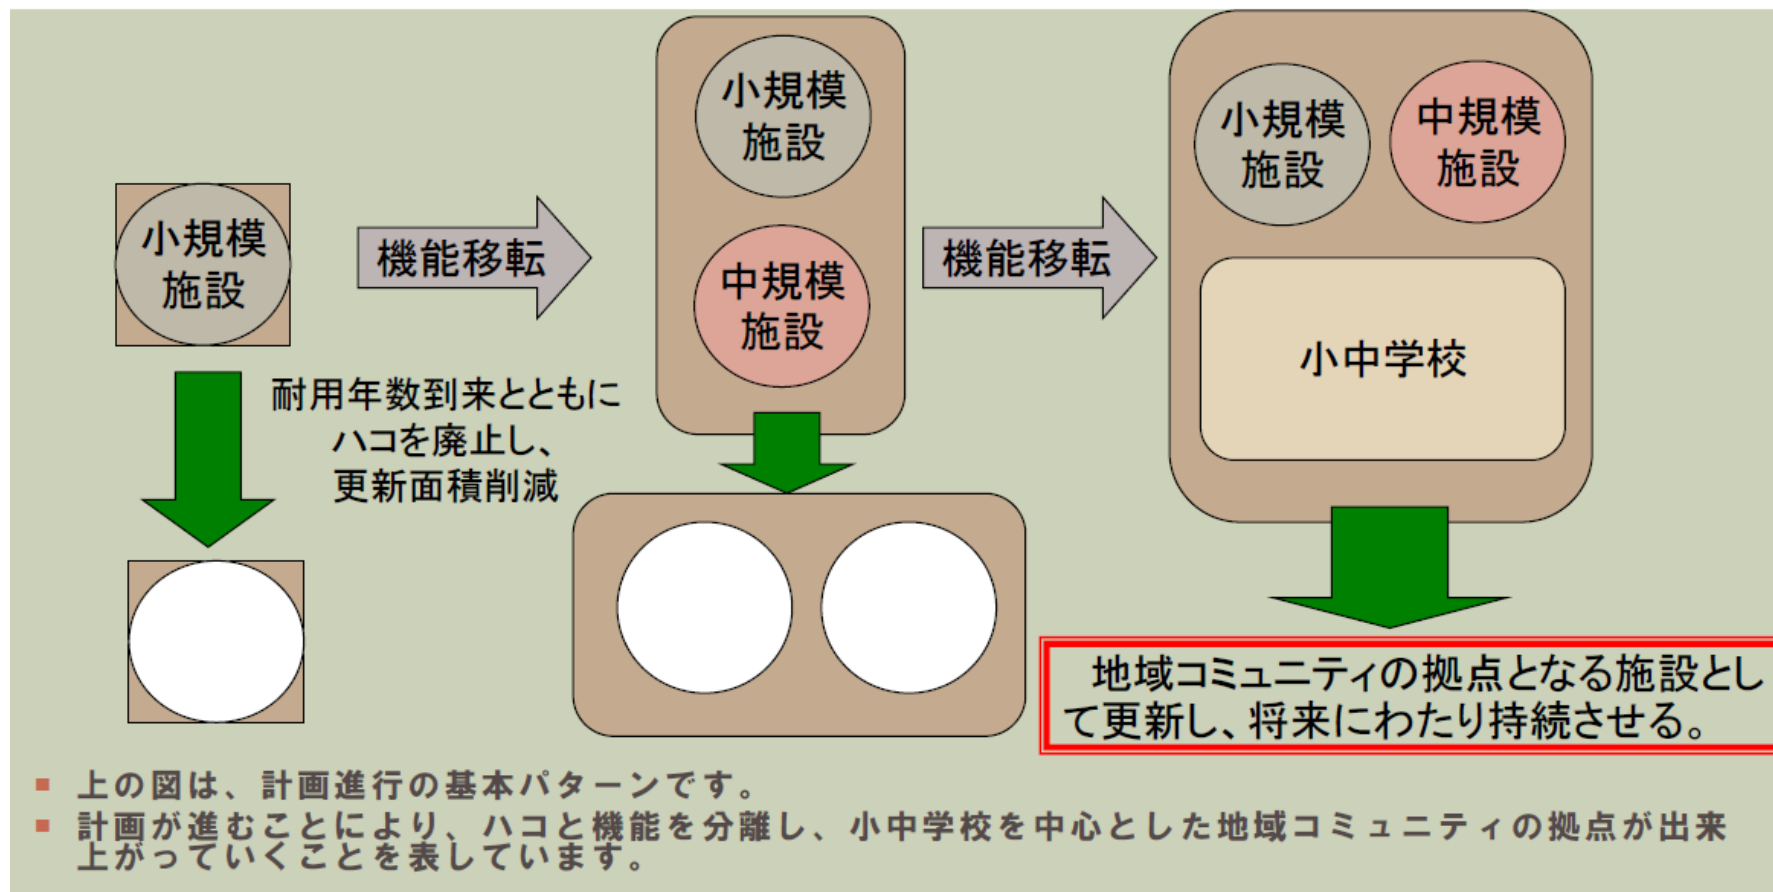 小規模
施設
機能移転
小規模
施設
中規模
施設
機能移転
小規模
施設
中規模
施設
小中学校
耐用年数到来とともに
ハコを廃止し、
更新面積削減
地域コミュニティの拠点となる施設とし
て更新し、将来にわたり持続させる。
■ 上の図は、計画進行の基本パターンです。
■ 計画が進むことにより、ハコと機能を分離し、小中学校を中心とした地域コミュニティの拠点が出来
上がっていくことを表しています。